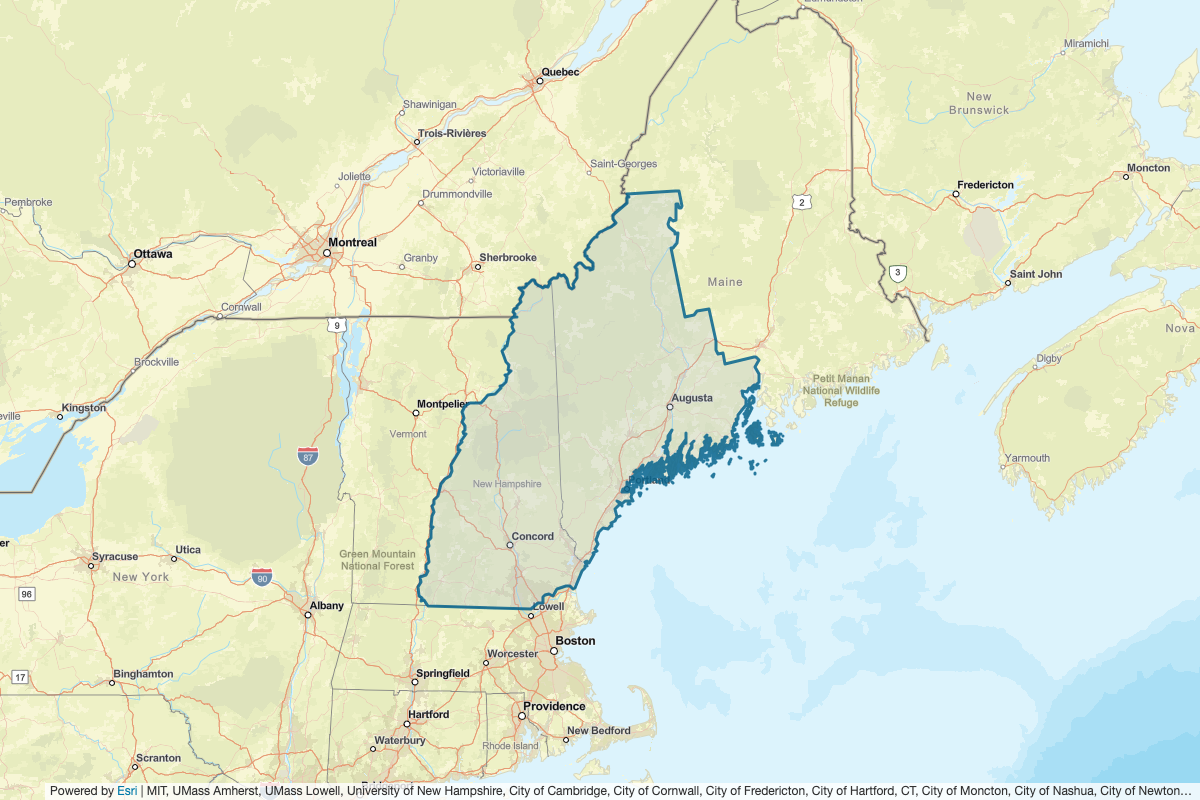 Edmundston
Miramichi
Quebec
New
Brunswick
Shawinigan
Trois-Rivières
Saint-Georges
Moncton
Victoriaville
Joliette
Fredericton
Drummondville
Pembroke
2
Montreal
Ottawa
Sherbrooke
Granby
3
Saint John
Maine
Cornwall
9
Nova
Digby
Brockville
Petit Manan
National Wildlife
Refuge
Augusta
Kingston
eville
Montpelier
Vermont
87
Yarmouth
Portland
New Hampshire
Concord
er
Utica
Syracuse
Green Mountain
National Forest
New York
90
96
Albany
Lowell
Boston
Worcester
Springfield
Binghamton
17
Providence
Hartford
New Bedford
Waterbury
Rhode Island
Scranton
Powered by Esri | MIT, UMass Amherst, UMass Lowell, University of New Hampshire, City of Cambridge, City of Cornwall, City of Fredericton, City of Hartford, CT, City of Moncton, City of Nashua, City of Newton…